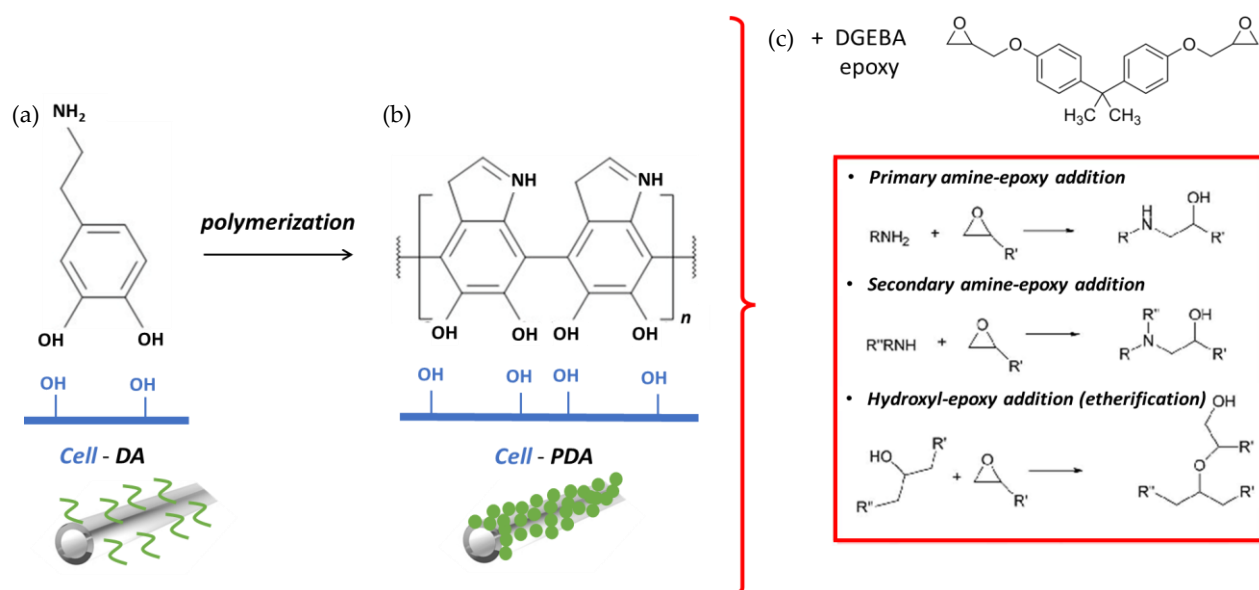 (a)
NH2
OH
OH
OH
OH
Cell - DA
polymerization
(b)
NH
NH
n
OH
OH
OH
OH
OH
OH
OH
OH
Cell - PDA
(c) + DGEBA
epoxy
O
O
O
O
H3C
CH3
• Primary amine-epoxy addition
RNH2 + O R'
R H N OH R'
• Secondary amine-epoxy addition
R"RNH + O R'
R R" N OH R'
• Hydroxyl-epoxy addition (etherification)
HO R' R" + O R'
OH R' O R" R'